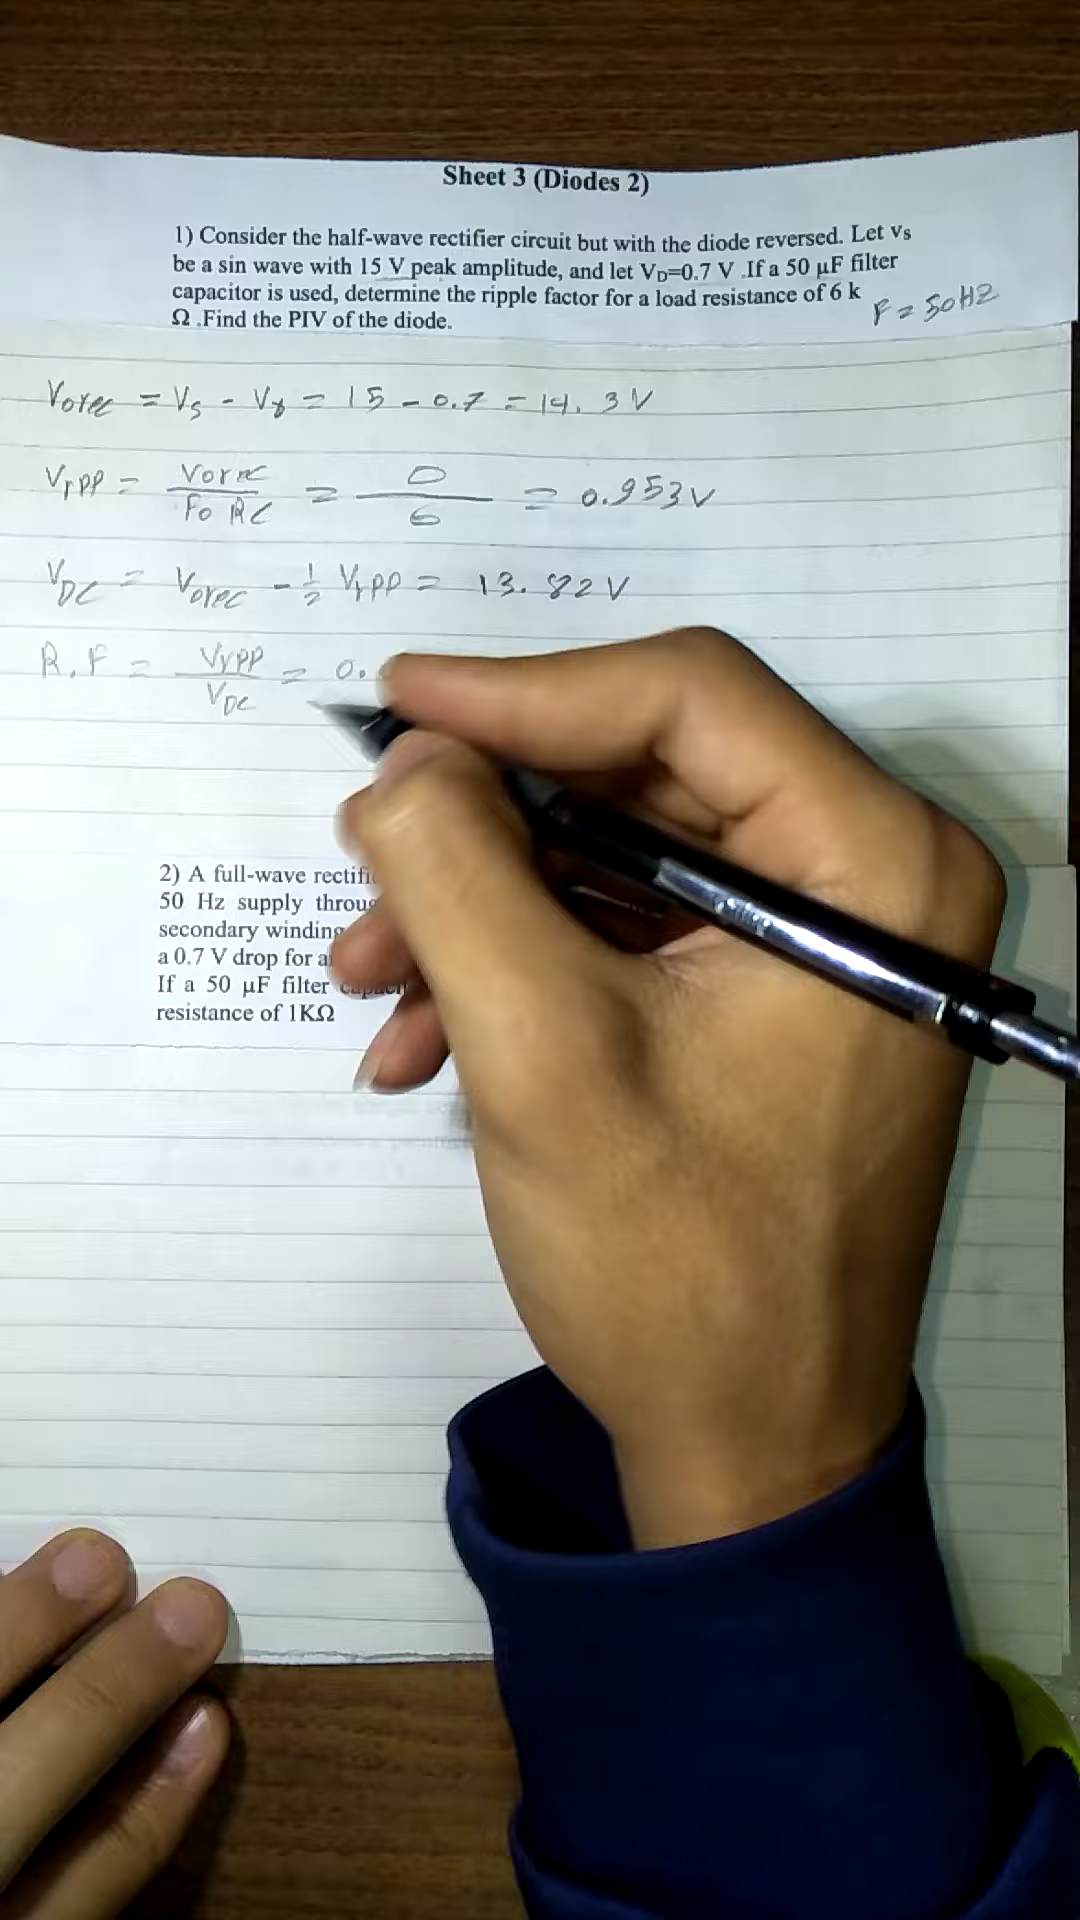 Sheet 3 (Diodes 2)
1) Consider the half-wave rectifier circuit but with the diode reversed. Let vs
be a sin wave with 15 V peak amplitude, and let VD=0.7 V .If a 50 µF filter
capacitor is used, determine the ripple factor for a load resistance of 6 k
Ω .Find the PIV of the diode.
F = 50HZ
Vorec = Vs - Vγ = 15 - 0.7 = 14.3 V
VrPP = Vorec / Fo RC = 0 / 6 = 0.953 V
VDC = Vorec - 1/2 VrPP = 13.82 V
R.F = VrPP / VDC = 0.
2) A full-wave rectifi
50 Hz supply throug
secondary winding
a 0.7 V drop for a
If a 50 µF filter capacit
resistance of 1KΩ